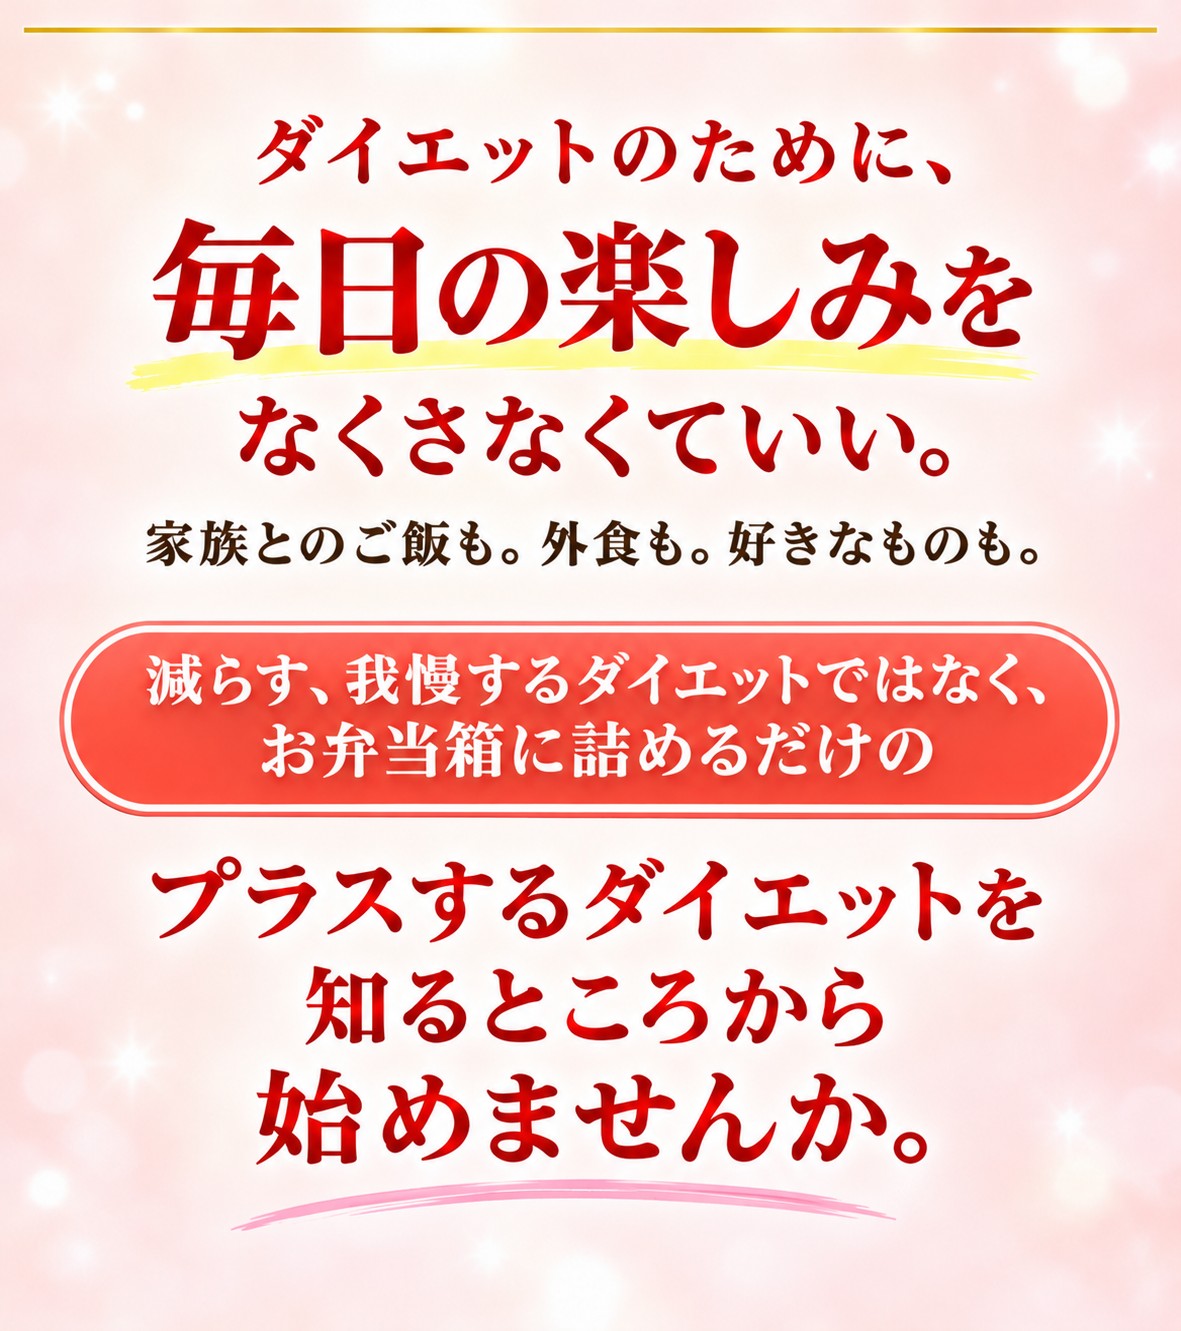 ダイエットのために、
毎日の楽しみを
なくさなくていい。
家族とのご飯も。外食も。好きなものも。
減らす、我慢するダイエットではなく、
お弁当箱に詰めるだけの
プラスするダイエットを
知るところから
始めませんか。